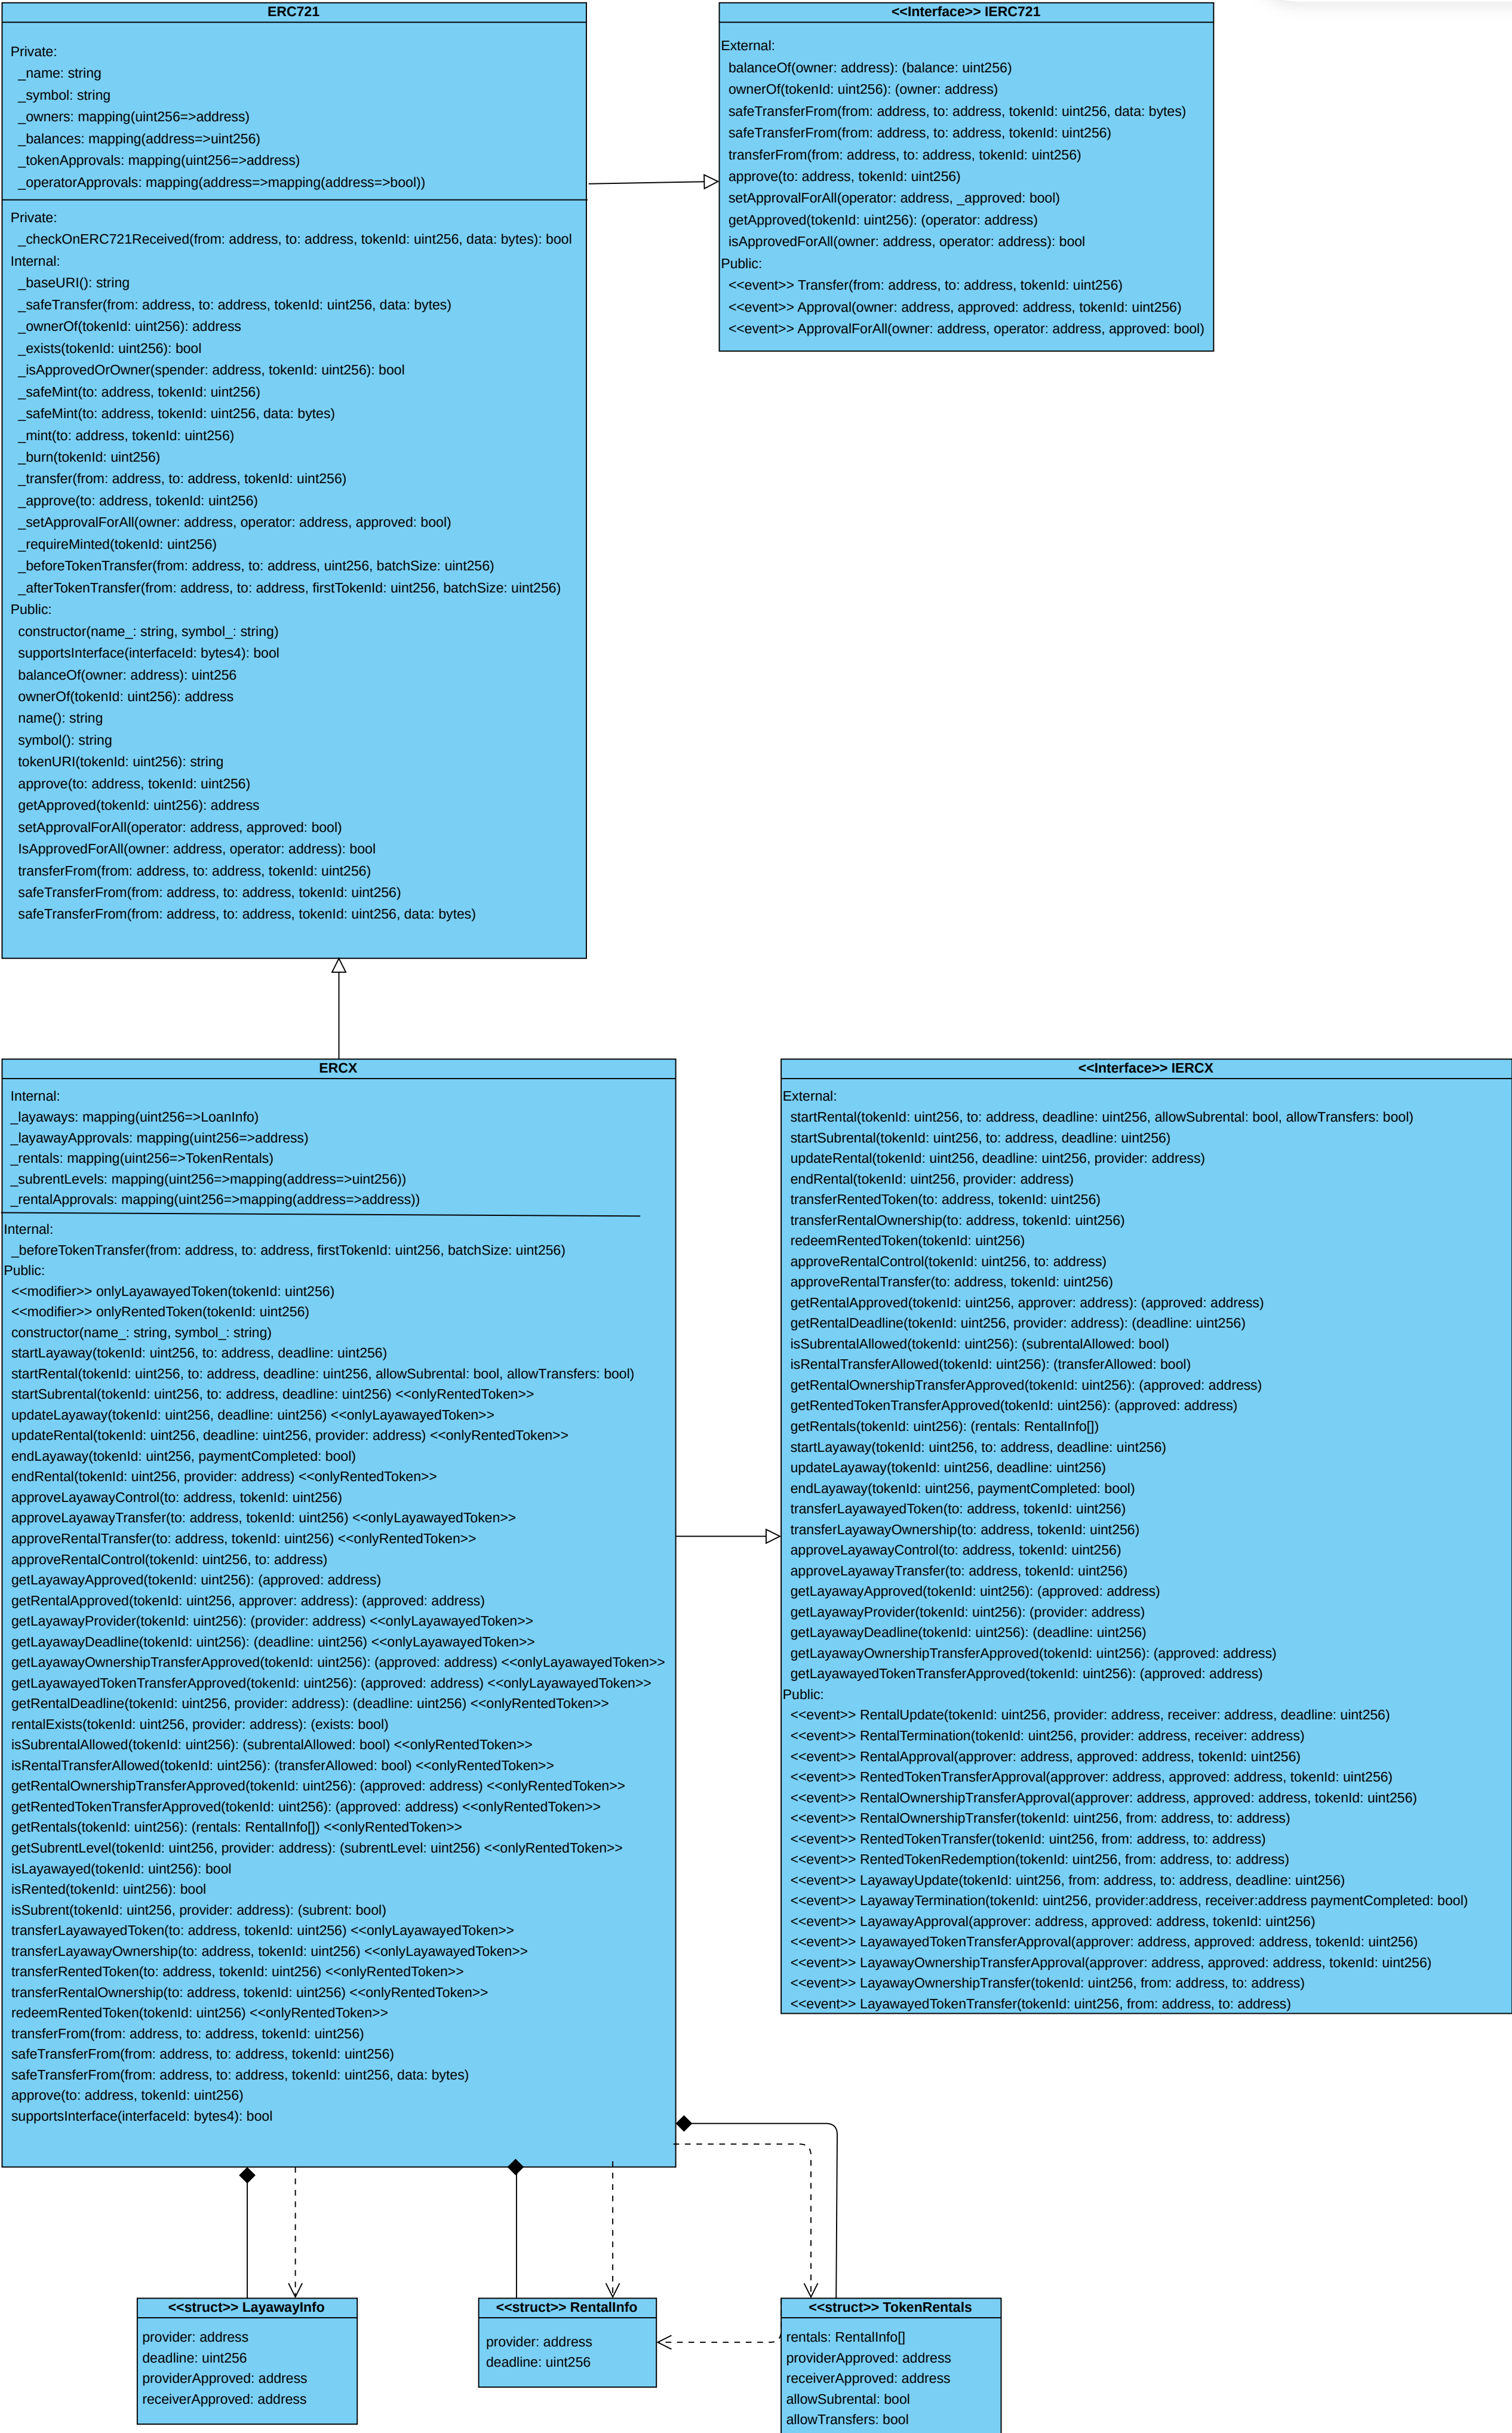 ERC721
Private:
_name: string
_symbol: string
_owners: mapping(uint256=>address)
_balances: mapping(address=>uint256)
_tokenApprovals: mapping(uint256=>address)
_operatorApprovals: mapping(address=>mapping(address=>bool))
Private:
_checkOnERC721Received(from: address, to: address, tokenId: uint256, data: bytes): bool
Internal:
_baseURI(): string
_safeTransfer(from: address, to: address, tokenId: uint256, data: bytes)
_ownerOf(tokenId: uint256): address
_exists(tokenId: uint256): bool
_isApprovedOrOwner(spender: address, tokenId: uint256): bool
_safeMint(to: address, tokenId: uint256)
_safeMint(to: address, tokenId: uint256, data: bytes)
_mint(to: address, tokenId: uint256)
_burn(tokenId: uint256)
_transfer(from: address, to: address, tokenId: uint256)
_approve(to: address, tokenId: uint256)
_setApprovalForAll(owner: address, operator: address, approved: bool)
_requireMinted(tokenId: uint256)
_beforeTokenTransfer(from: address, to: address, uint256, batchSize: uint256)
_afterTokenTransfer(from: address, to: address, firstTokenId: uint256, batchSize: uint256)
Public:
constructor(name_: string, symbol_: string)
supportsInterface(interfaceId: bytes4): bool
balanceOf(owner: address): uint256
ownerOf(tokenId: uint256): address
name(): string
symbol(): string
tokenURI(tokenId: uint256): string
approve(to: address, tokenId: uint256)
getApproved(tokenId: uint256): address
setApprovalForAll(operator: address, approved: bool)
IsApprovedForAll(owner: address, operator: address): bool
transferFrom(from: address, to: address, tokenId: uint256)
safeTransferFrom(from: address, to: address, tokenId: uint256)
safeTransferFrom(from: address, to: address, tokenId: uint256, data: bytes)
<<Interface>> IERC721
External:
balanceOf(owner: address): (balance: uint256)
ownerOf(tokenId: uint256): (owner: address)
safeTransferFrom(from: address, to: address, tokenId: uint256, data: bytes)
safeTransferFrom(from: address, to: address, tokenId: uint256)
transferFrom(from: address, to: address, tokenId: uint256)
approve(to: address, tokenId: uint256)
setApprovalForAll(operator: address, _approved: bool)
getApproved(tokenId: uint256): (operator: address)
isApprovedForAll(owner: address, operator: address): bool
Public:
<<event>> Transfer(from: address, to: address, tokenId: uint256)
<<event>> Approval(owner: address, approved: address, tokenId: uint256)
<<event>> ApprovalForAll(owner: address, operator: address, approved: bool)
ERCX
Internal:
_layaways: mapping(uint256=>LoanInfo)
_layawayApprovals: mapping(uint256=>address)
_rentals: mapping(uint256=>TokenRentals)
_subrentLevels: mapping(uint256=>mapping(address=>uint256))
_rentalApprovals: mapping(uint256=>mapping(address=>address))
Internal:
_beforeTokenTransfer(from: address, to: address, firstTokenId: uint256, batchSize: uint256)
Public:
<<modifier>> onlyLayawayedToken(tokenId: uint256)
<<modifier>> onlyRentedToken(tokenId: uint256)
constructor(name_: string, symbol_: string)
startLayaway(tokenId: uint256, to: address, deadline: uint256)
startRental(tokenId: uint256, to: address, deadline: uint256, allowSubrental: bool, allowTransfers: bool)
startSubrental(tokenId: uint256, to: address, deadline: uint256) <<onlyRentedToken>>
updateLayaway(tokenId: uint256, deadline: uint256) <<onlyLayawayedToken>>
updateRental(tokenId: uint256, deadline: uint256, provider: address) <<onlyRentedToken>>
endLayaway(tokenId: uint256, paymentCompleted: bool)
endRental(tokenId: uint256, provider: address) <<onlyRentedToken>>
approveLayawayControl(to: address, tokenId: uint256)
approveLayawayTransfer(to: address, tokenId: uint256) <<onlyLayawayedToken>>
approveRentalTransfer(to: address, tokenId: uint256) <<onlyRentedToken>>
approveRentalControl(tokenId: uint256, to: address)
getLayawayApproved(tokenId: uint256): (approved: address)
getRentalApproved(tokenId: uint256, approver: address): (approved: address)
getLayawayProvider(tokenId: uint256): (provider: address) <<onlyLayawayedToken>>
getLayawayDeadline(tokenId: uint256): (deadline: uint256) <<onlyLayawayedToken>>
getLayawayOwnershipTransferApproved(tokenId: uint256): (approved: address) <<onlyLayawayedToken>>
getLayawayedTokenTransferApproved(tokenId: uint256): (approved: address) <<onlyLayawayedToken>>
getRentalDeadline(tokenId: uint256, provider: address): (deadline: uint256) <<onlyRentedToken>>
rentalExists(tokenId: uint256, provider: address): (exists: bool)
isSubrentalAllowed(tokenId: uint256): (subrentalAllowed: bool) <<onlyRentedToken>>
isRentalTransferAllowed(tokenId: uint256): (transferAllowed: bool) <<onlyRentedToken>>
getRentalOwnershipTransferApproved(tokenId: uint256): (approved: address) <<onlyRentedToken>>
getRentedTokenTransferApproved(tokenId: uint256): (approved: address) <<onlyRentedToken>>
getRentals(tokenId: uint256): (rentals: RentalInfo[]) <<onlyRentedToken>>
getSubrentLevel(tokenId: uint256, provider: address): (subrentLevel: uint256) <<onlyRentedToken>>
isLayawayed(tokenId: uint256): bool
isRented(tokenId: uint256): bool
isSubrent(tokenId: uint256, provider: address): (subrent: bool)
transferLayawayedToken(to: address, tokenId: uint256) <<onlyLayawayedToken>>
transferLayawayOwnership(to: address, tokenId: uint256) <<onlyLayawayedToken>>
transferRentedToken(to: address, tokenId: uint256) <<onlyRentedToken>>
transferRentalOwnership(to: address, tokenId: uint256) <<onlyRentedToken>>
redeemRentedToken(tokenId: uint256) <<onlyRentedToken>>
transferFrom(from: address, to: address, tokenId: uint256)
safeTransferFrom(from: address, to: address, tokenId: uint256)
safeTransferFrom(from: address, to: address, tokenId: uint256, data: bytes)
approve(to: address, tokenId: uint256)
supportsInterface(interfaceId: bytes4): bool
<<Interface>> IERCX
External:
startRental(tokenId: uint256, to: address, deadline: uint256, allowSubrental: bool, allowTransfers: bool)
startSubrental(tokenId: uint256, to: address, deadline: uint256)
updateRental(tokenId: uint256, deadline: uint256, provider: address)
endRental(tokenId: uint256, provider: address)
transferRentedToken(to: address, tokenId: uint256)
transferRentalOwnership(to: address, tokenId: uint256)
redeemRentedToken(tokenId: uint256)
approveRentalControl(tokenId: uint256, to: address)
approveRentalTransfer(to: address, tokenId: uint256)
getRentalApproved(tokenId: uint256, approver: address): (approved: address)
getRentalDeadline(tokenId: uint256, provider: address): (deadline: uint256)
isSubrentalAllowed(tokenId: uint256): (subrentalAllowed: bool)
isRentalTransferAllowed(tokenId: uint256): (transferAllowed: bool)
getRentalOwnershipTransferApproved(tokenId: uint256): (approved: address)
getRentedTokenTransferApproved(tokenId: uint256): (approved: address)
getRentals(tokenId: uint256): (rentals: RentalInfo[])
startLayaway(tokenId: uint256, to: address, deadline: uint256)
updateLayaway(tokenId: uint256, deadline: uint256)
endLayaway(tokenId: uint256, paymentCompleted: bool)
transferLayawayedToken(to: address, tokenId: uint256)
transferLayawayOwnership(to: address, tokenId: uint256)
approveLayawayControl(to: address, tokenId: uint256)
approveLayawayTransfer(to: address, tokenId: uint256)
getLayawayApproved(tokenId: uint256): (approved: address)
getLayawayProvider(tokenId: uint256): (provider: address)
getLayawayDeadline(tokenId: uint256): (deadline: uint256)
getLayawayOwnershipTransferApproved(tokenId: uint256): (approved: address)
getLayawayedTokenTransferApproved(tokenId: uint256): (approved: address)
Public:
<<event>> RentalUpdate(tokenId: uint256, provider: address, receiver: address, deadline: uint256)
<<event>> RentalTermination(tokenId: uint256, provider: address, receiver: address)
<<event>> RentalApproval(approver: address, approved: address, tokenId: uint256)
<<event>> RentedTokenTransferApproval(approver: address, approved: address, tokenId: uint256)
<<event>> RentalOwnershipTransferApproval(approver: address, approved: address, tokenId: uint256)
<<event>> RentalOwnershipTransfer(tokenId: uint256, from: address, to: address)
<<event>> RentedTokenTransfer(tokenId: uint256, from: address, to: address)
<<event>> RentedTokenRedemption(tokenId: uint256, from: address, to: address)
<<event>> LayawayUpdate(tokenId: uint256, from: address, to: address, deadline: uint256)
<<event>> LayawayTermination(tokenId: uint256, provider:address, receiver:address paymentCompleted: bool)
<<event>> LayawayApproval(approver: address, approved: address, tokenId: uint256)
<<event>> LayawayedTokenTransferApproval(approver: address, approved: address, tokenId: uint256)
<<event>> LayawayOwnershipTransferApproval(approver: address, approved: address, tokenId: uint256)
<<event>> LayawayOwnershipTransfer(tokenId: uint256, from: address, to: address)
<<event>> LayawayedTokenTransfer(tokenId: uint256, from: address, to: address)
<<struct>> LayawayInfo
provider: address
deadline: uint256
providerApproved: address
receiverApproved: address
<<struct>> RentalInfo
provider: address
deadline: uint256
<<struct>> TokenRentals
rentals: RentalInfo[]
providerApproved: address
receiverApproved: address
allowSubrental: bool
allowTransfers: bool